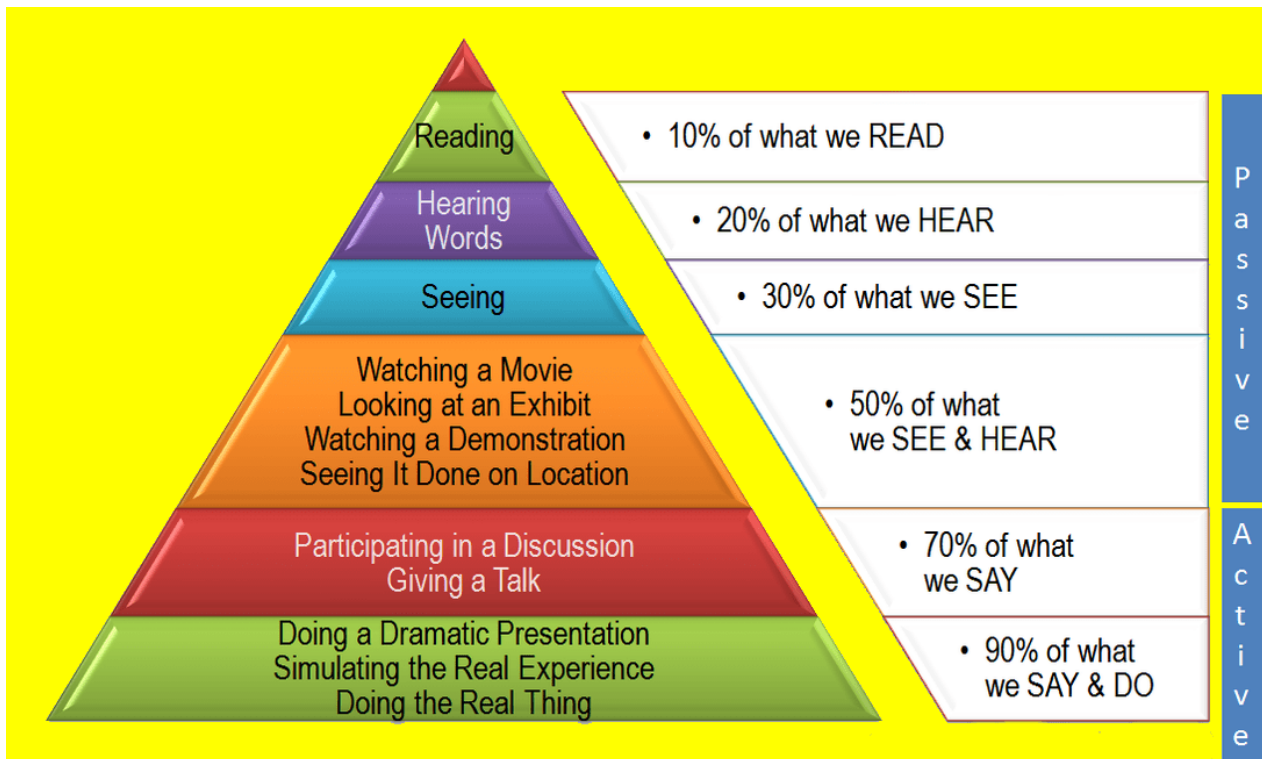 Reading
• 10% of what we READ
Hearing
Words
• 20% of what we HEAR
Seeing
• 30% of what we SEE
Watching a Movie
Looking at an Exhibit
Watching a Demonstration
Seeing It Done on Location
• 50% of what
we SEE & HEAR
Participating in a Discussion
Giving a Talk
• 70% of what
we SAY
Doing a Dramatic Presentation
Simulating the Real Experience
Doing the Real Thing
• 90% of what
we SAY & DO
Passive
Active